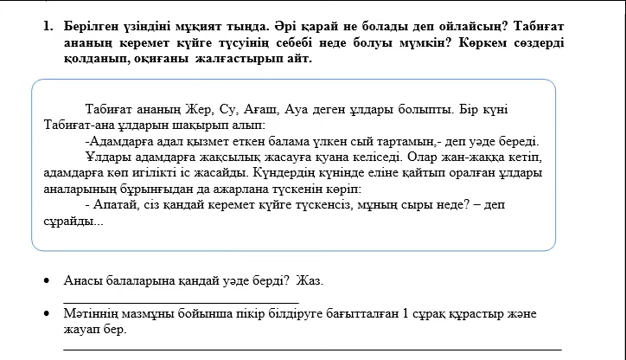 1. Берілген үзіндіні мұқият тыңда. Әрі қарай не болады деп ойлайсың? Табиғат
ананың керемет күйге түсуінің себебі неде болуы мүмкін? Көркем сөздерді
қолданып, оқиғаны жалғастырып айт.
Табиғат ананың Жер, Су, Ағаш, Ауа деген ұлдары болыпты. Бір күні
Табиғат-ана ұлдарын шақырып алып:
-Адамдарға адал қызмет еткен балама үлкен сый тартамын,- деп уәде береді.
Ұлдары адамдарға жақсылық жасауға қуана келіседі. Олар жан-жаққа кетіп,
адамдарға көп игілікті іс жасайды. Күндердің күнінде еліне қайтып оралған ұлдары
аналарының бұрынғыдан да ажарлана түскенін көріп:
- Апатай, сіз қандай керемет күйге түскенсіз, мұның сыры неде? – деп
сұрайды...
• Анасы балаларына қандай уәде берді? Жаз.
• Мәтіннің мазмұны бойынша пікір білдіруге бағытталған 1 сұрақ құрастыр және
жауап бер.